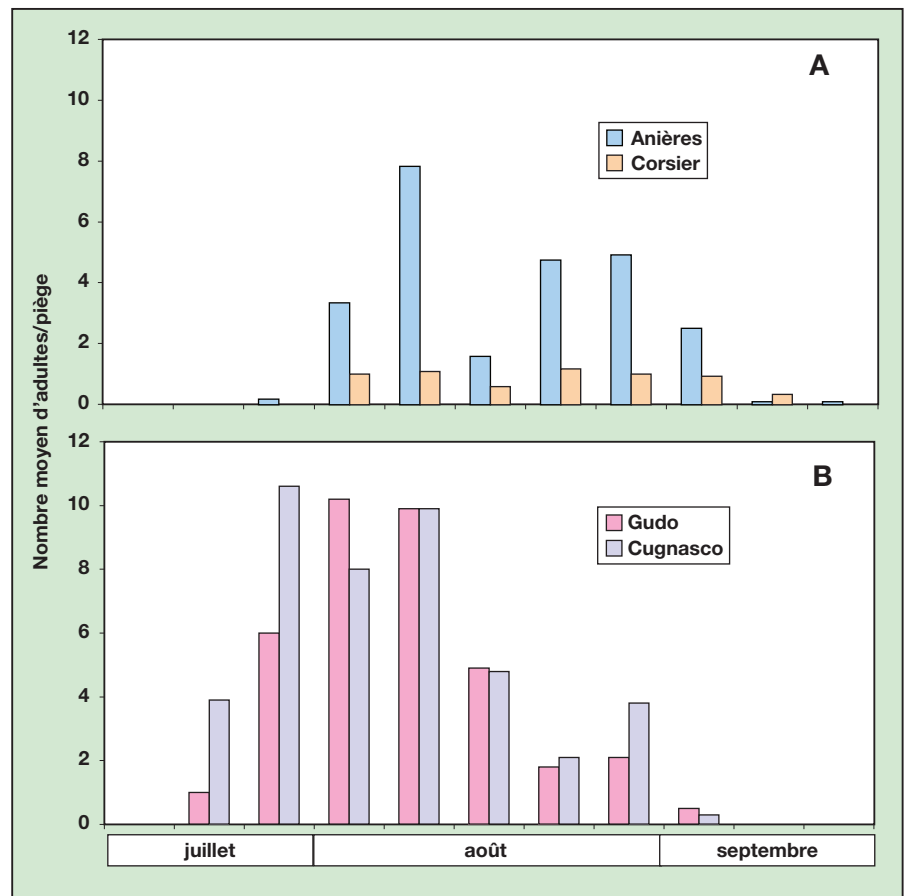 Nombre moyen d'adultes/piège
12
10
8
6
4
2
0
A
Anières
Corsier
12
10
8
6
4
2
0
B
Gudo
Cugnasco
juillet août septembre